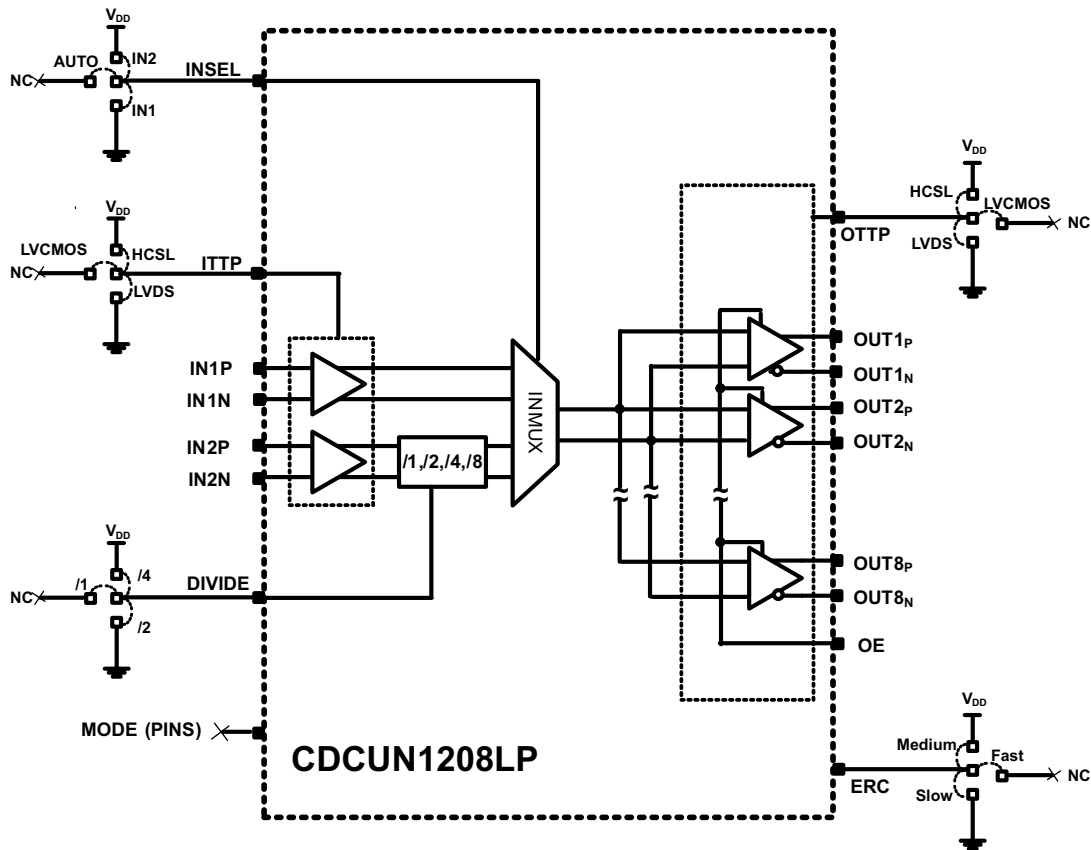 VDD
AUTO
IN2
NC
INSEL
IN1
VDD
LVCMOS
HCSL
NC
ITTP
LVDS
VDD
HCSL
LVCMOS
NC
OTTP
LVDS
IN1P
IN1N
IN2P
IN2N
/1,/2,/4,/8
INMUX
OUT1P
OUT1N
OUT2P
OUT2N
OUT8P
OUT8N
OE
VDD
/1
/4
NC
DIVIDE
/2
MODE (PINS)
CDCUN1208LP
VDD
Medium
Fast
NC
ERC
Slow